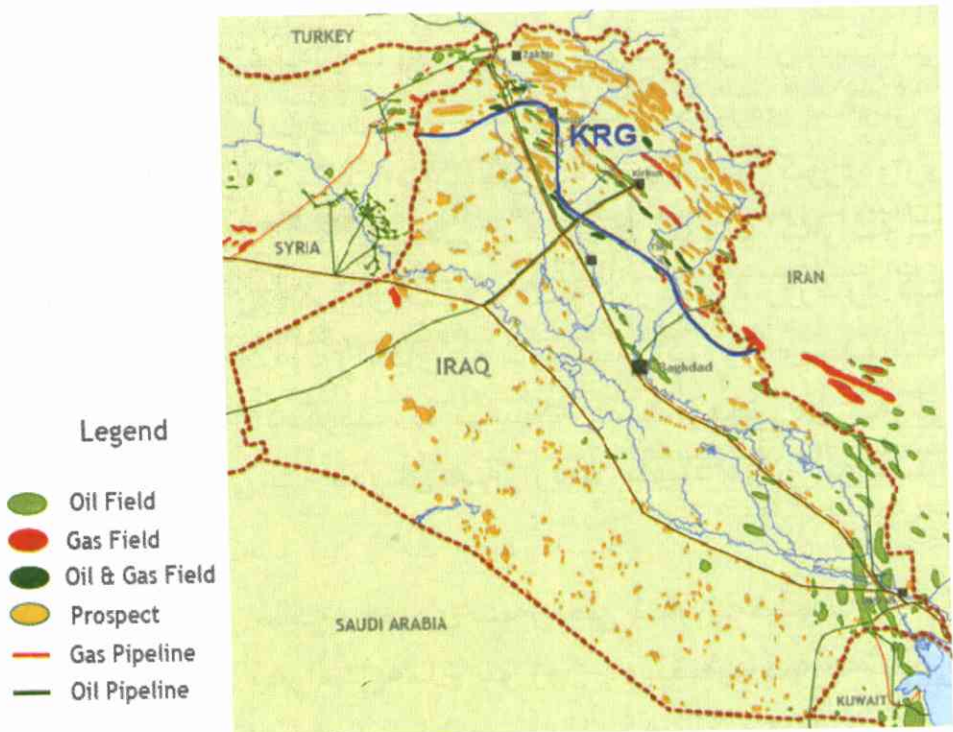 TURKEY
Zakho
KRG
Kirkuk
SYRIA
IRAN
IRAQ
Baghdad
Legend
Oil Field
Gas Field
Oil & Gas Field
Prospect
Gas Pipeline
Oil Pipeline
SAUDI ARABIA
KUWAIT